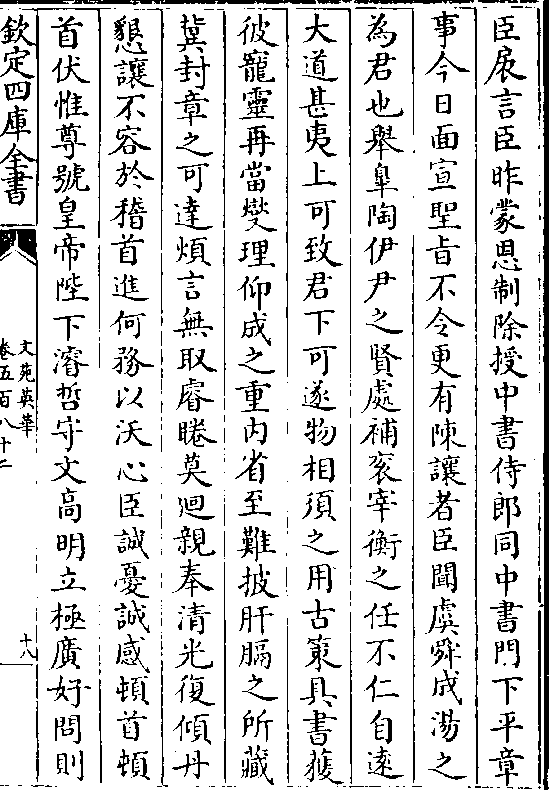 臣扆言臣昨蒙恩制除授中書侍郎同中書門下平章
事今日面宣聖旨不令更有陳讓者臣聞虞舜成湯之
為君也舉臯陶伊尹之賢處補衮宰衡之任不仁自逺
大道甚夷上可致君下可遂物相須之用古策具書獲
彼寵靈再當燮理仰成之重内省至難披肝膈之所藏
兾封章之可達煩言無取睿睠莫迴親奉清光復傾丹
懇讓不容於稽首進何務以沃心臣誠憂誠感頓首頓
首伏惟尊號皇帝陛下濬哲守文高明立極廣好問則
欽定四庫全書
文苑英華
卷五百八十二
十八